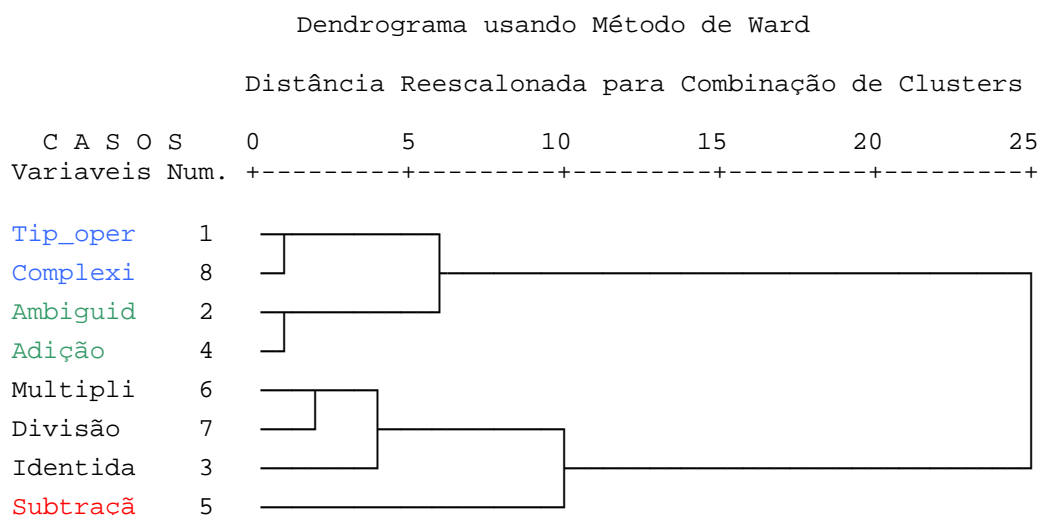 Dendrograma usando Método de Ward
Distância Reescalonada para Combinação de Clusters
C A S O S 0 5 10 15 20 25
Variaveis Num. +---------+---------+---------+---------+---------+
Tip_oper 1
Complexi 8
Ambiguid 2
Adição 4
Multipli 6
Divisão 7
Identida 3
Subtraçã 5